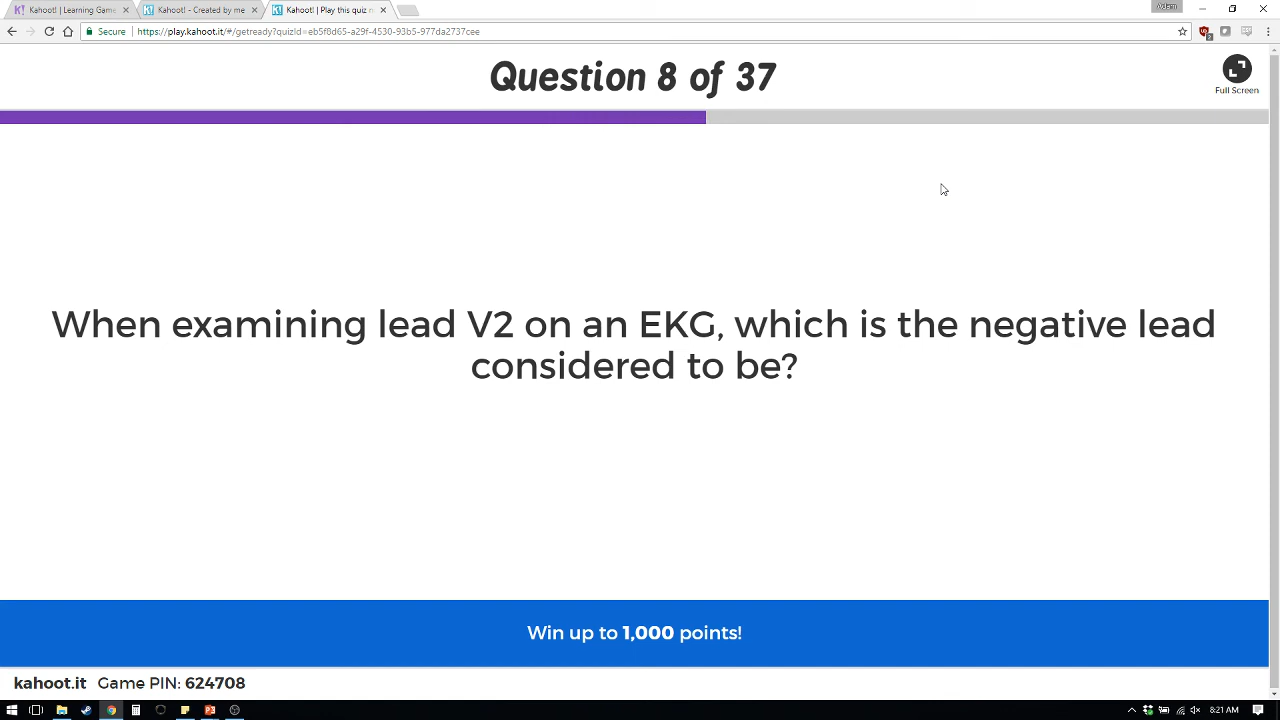 Kahoot! | Learning Game
Kahoot! - Created by me
Kahoot! | Play this quiz n
Adam
Secure
https://play.kahoot.it/#/getready?quizId=eb5f8d65-a29f-4530-93b5-977da2737cee
Question 8 of 37
Full Screen
When examining lead V2 on an EKG, which is the negative lead
considered to be?
Win up to 1,000 points!
kahoot.it Game PIN: 624708
8:21 AM